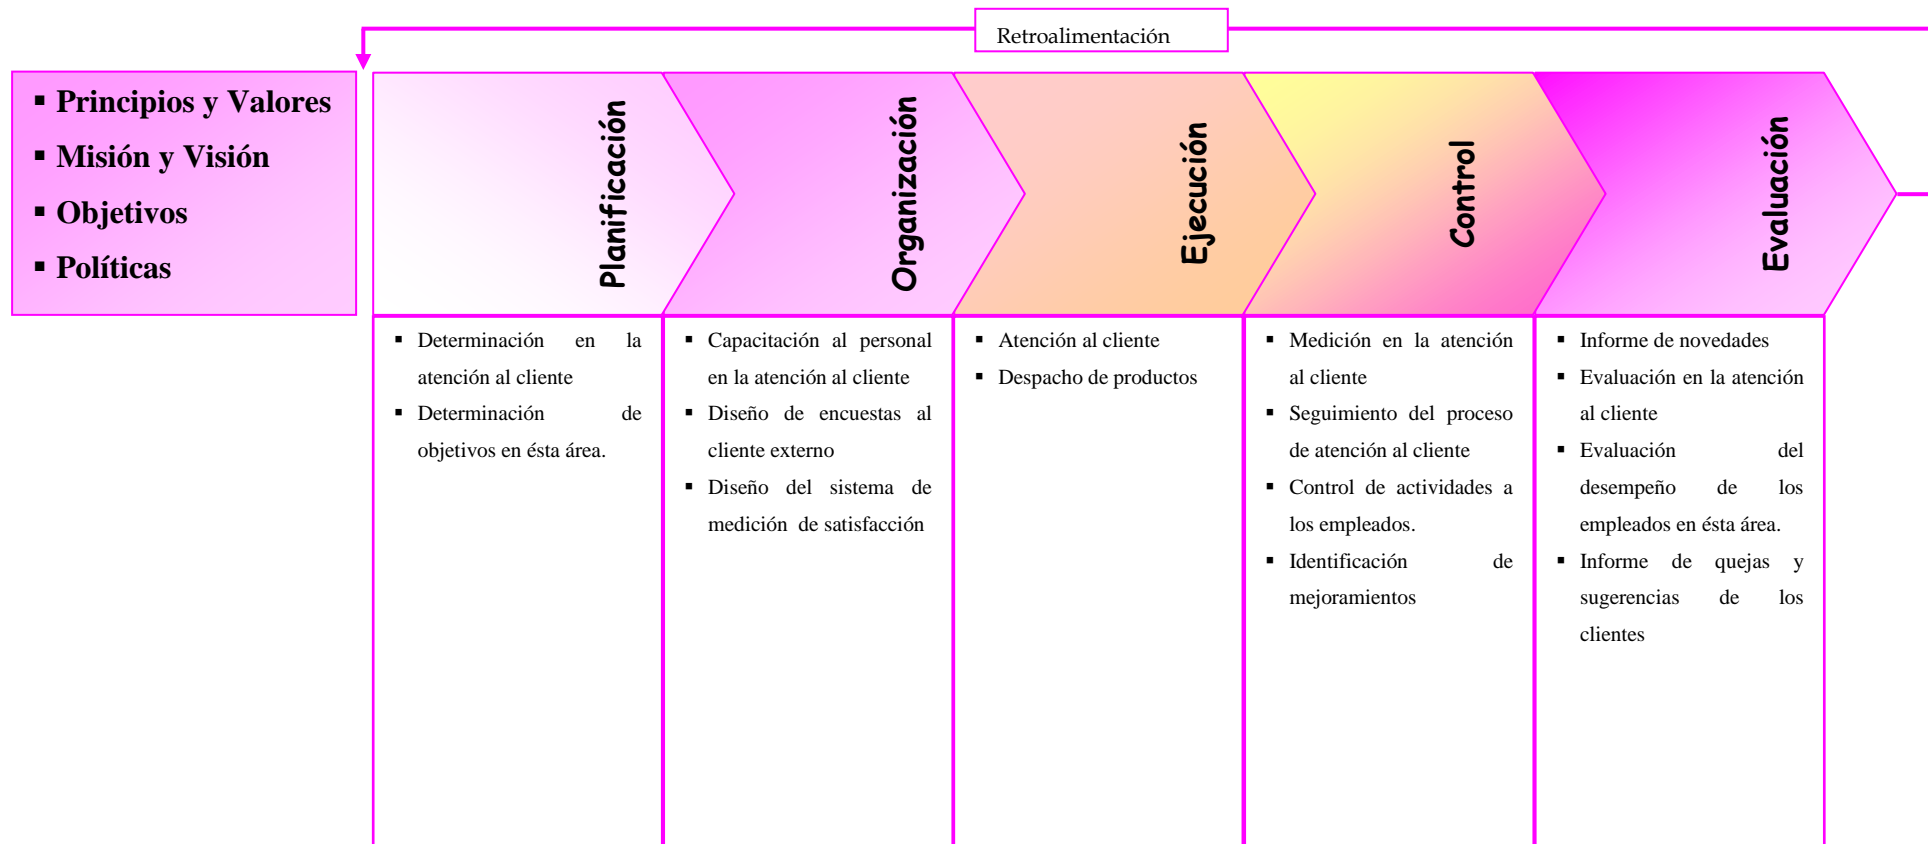 Retroalimentación
▪ Principios y Valores
▪ Misión y Visión
▪ Objetivos
▪ Políticas
Planificación
Organización
Ejecución
Control
Evaluación
▪ Determinación en la
atención al cliente
▪ Determinación de
objetivos en ésta área.
▪ Capacitación al personal
en la atención al cliente
▪ Diseño de encuestas al
cliente externo
▪ Diseño del sistema de
medición de satisfacción
▪ Atención al cliente
▪ Despacho de productos
▪ Medición en la atención
al cliente
▪ Seguimiento del proceso
de atención al cliente
▪ Control de actividades a
los empleados.
▪ Identificación de
mejoramientos
▪ Informe de novedades
▪ Evaluación en la atención
al cliente
▪ Evaluación del
desempeño de los
empleados en ésta área.
▪ Informe de quejas y
sugerencias de los
clientes